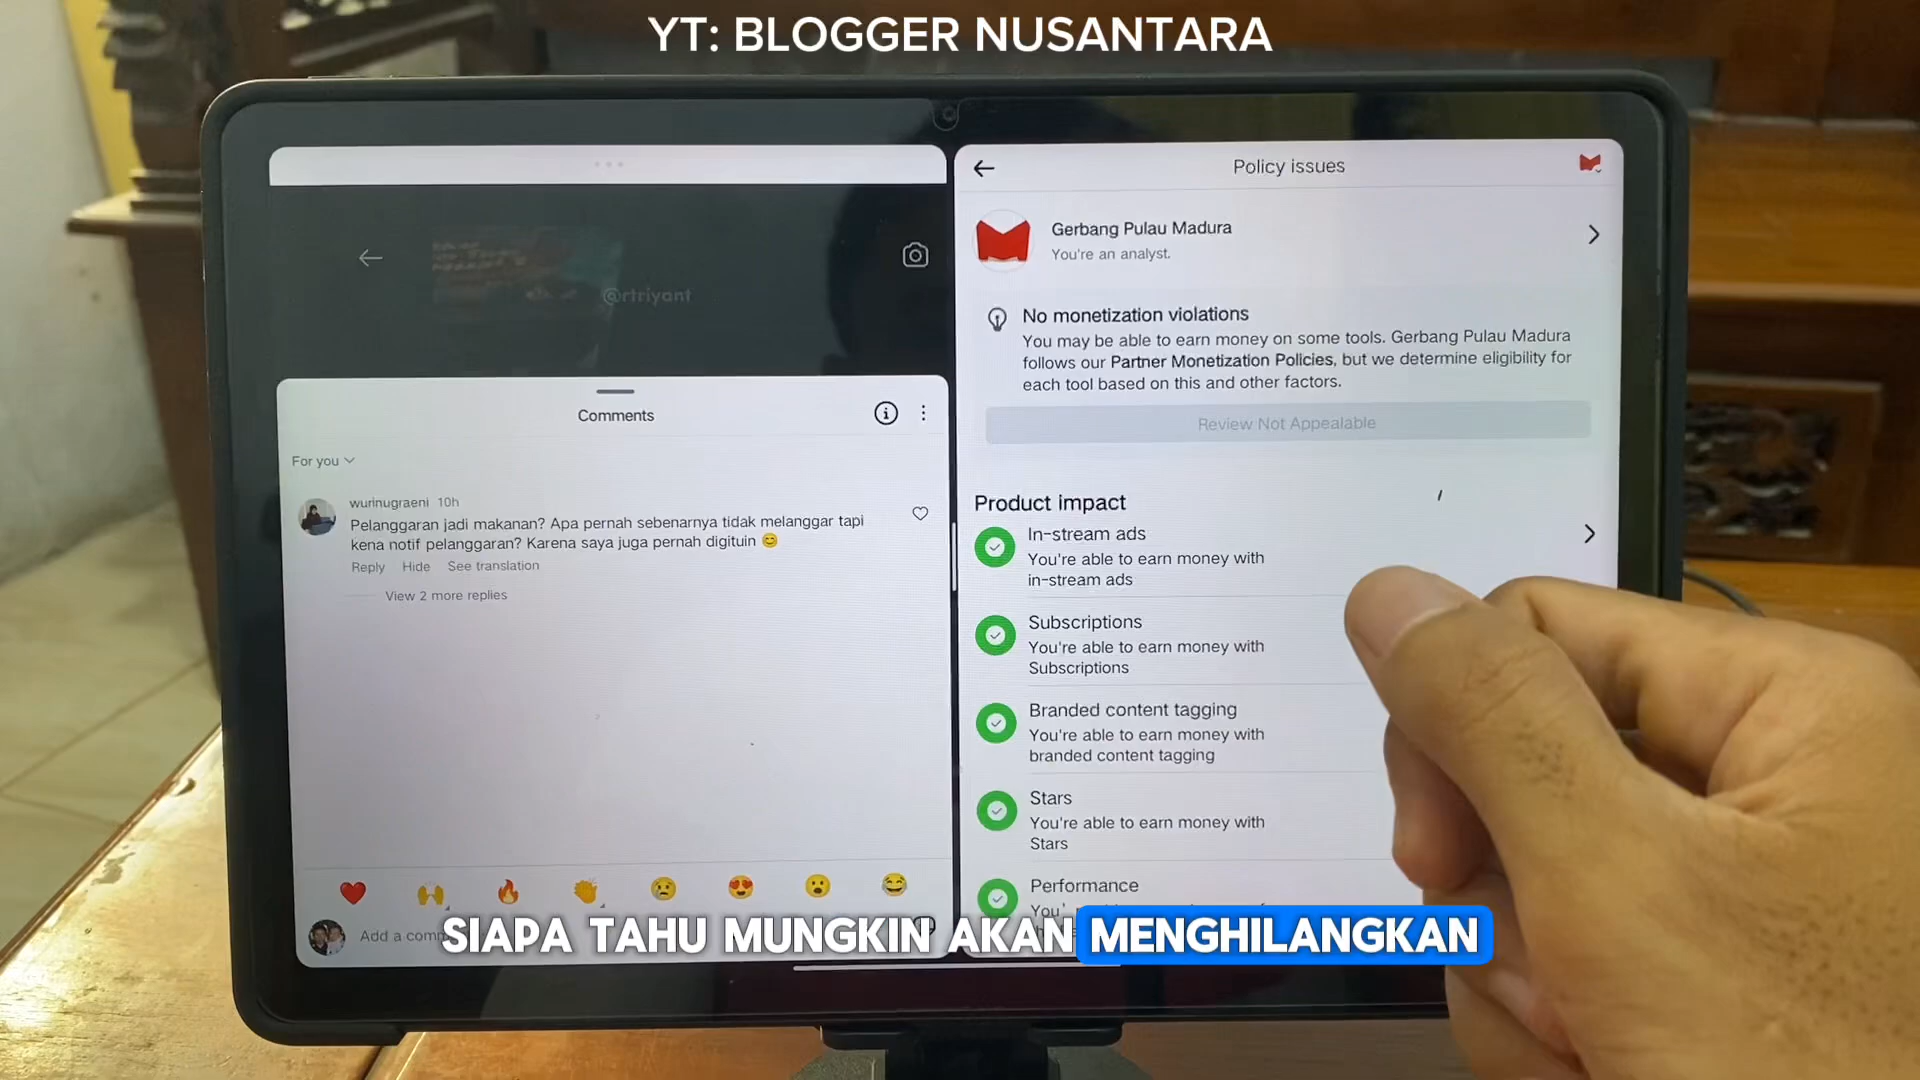 YT: BLOGGER NUSANTARA
@rtriyant
Comments
For you
wurinugraeni 10h
Pelanggaran jadi makanan? Apa pernah sebenarnya tidak melanggar tapi
kena notif pelanggaran? Karena saya juga pernah digituin 😊
Reply Hide See translation
View 2 more replies
Add a comm
Policy issues
Gerbang Pulau Madura
You're an analyst.
No monetization violations
You may be able to earn money on some tools. Gerbang Pulau Madura
follows our Partner Monetization Policies, but we determine eligibility for
each tool based on this and other factors.
Review Not Appealable
Product impact
In-stream ads
You're able to earn money with
in-stream ads
Subscriptions
You're able to earn money with
Subscriptions
Branded content tagging
You're able to earn money with
branded content tagging
Stars
You're able to earn money with
Stars
Performance
SIAPA TAHU MUNGKIN AKAN MENGHILANGKAN